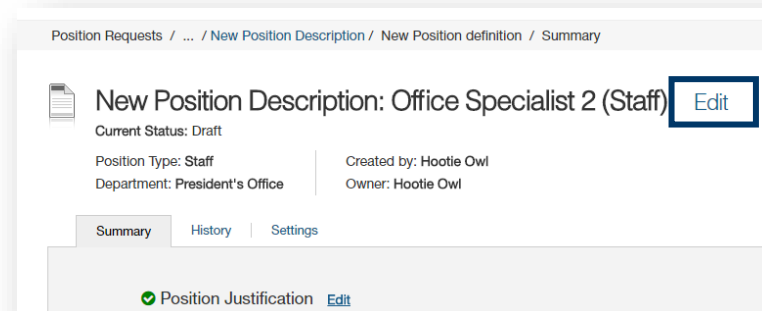 Position Requests / ... / New Position Description / New Position definition / Summary
New Position Description: Office Specialist 2 (Staff) Edit
Current Status: Draft
Position Type: Staff Created by: Hootie Owl
Department: President's Office Owner: Hootie Owl
Summary History Settings
Position Justification Edit